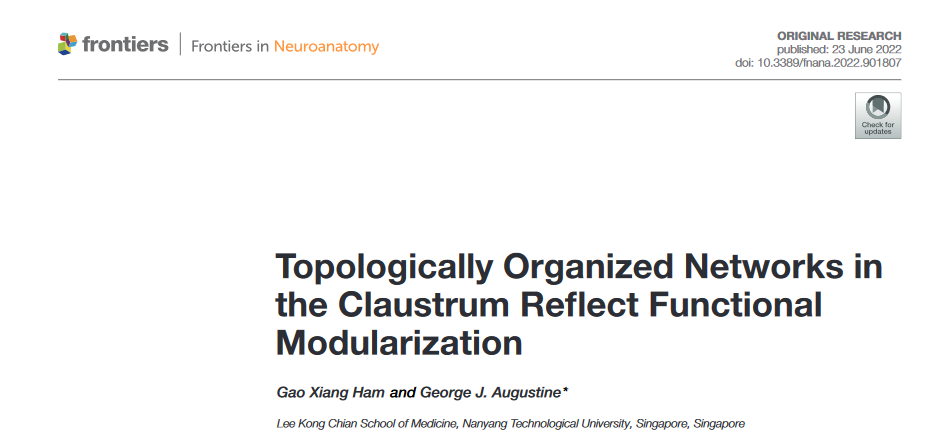 frontiers | Frontiers in Neuroanatomy
ORIGINAL RESEARCH
published: 23 June 2022
doi: 10.3389/fnana.2022.901807
Check for
updates
Topologically Organized Networks in
the Claustrum Reflect Functional
Modularization
Gao Xiang Ham and George J. Augustine*
Lee Kong Chian School of Medicine, Nanyang Technological University, Singapore, Singapore